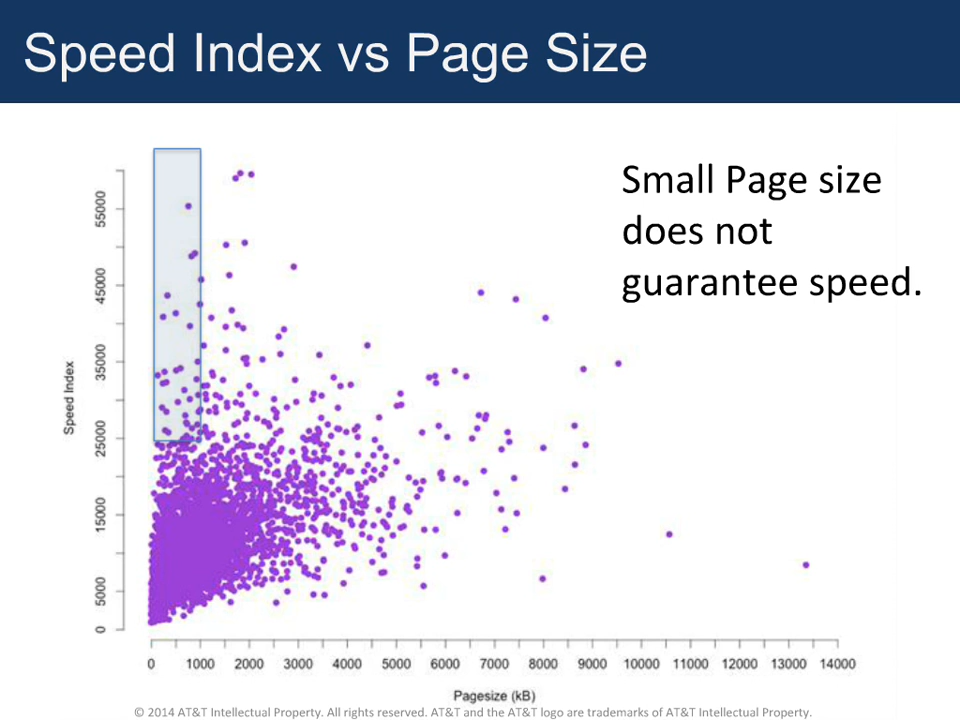 Speed Index vs Page Size
Small Page size
does not
guarantee speed.
55000
45000
35000
25000
15000
5000
0
Speed Index
0 1000 2000 3000 4000 5000 6000 7000 8000 9000 10000 11000 12000 13000 14000
Pagesize (kB)
© 2014 AT&T Intellectual Property. All rights reserved. AT&T and the AT&T logo are trademarks of AT&T Intellectual Property.